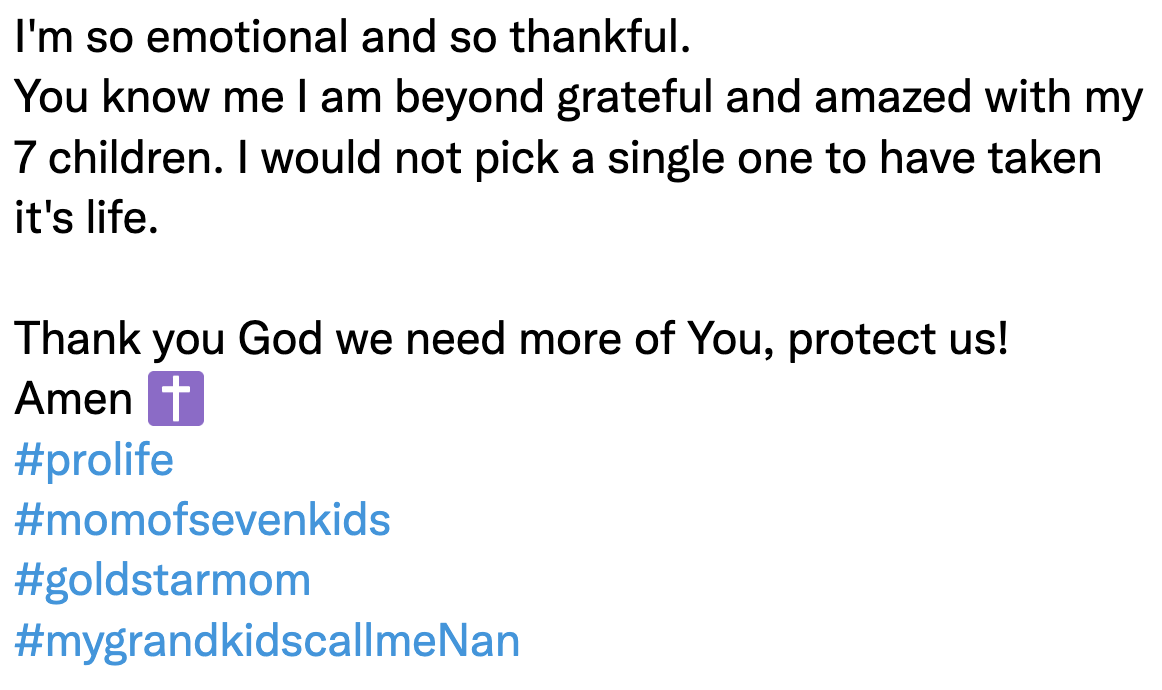 I'm so emotional and so thankful.
You know me I am beyond grateful and amazed with my
7 children. I would not pick a single one to have taken
it's life.
Thank you God we need more of You, protect us!
Amen ✝️
#prolife
#momofsevenkids
#goldstarmom
#mygrandkidscallmeNan